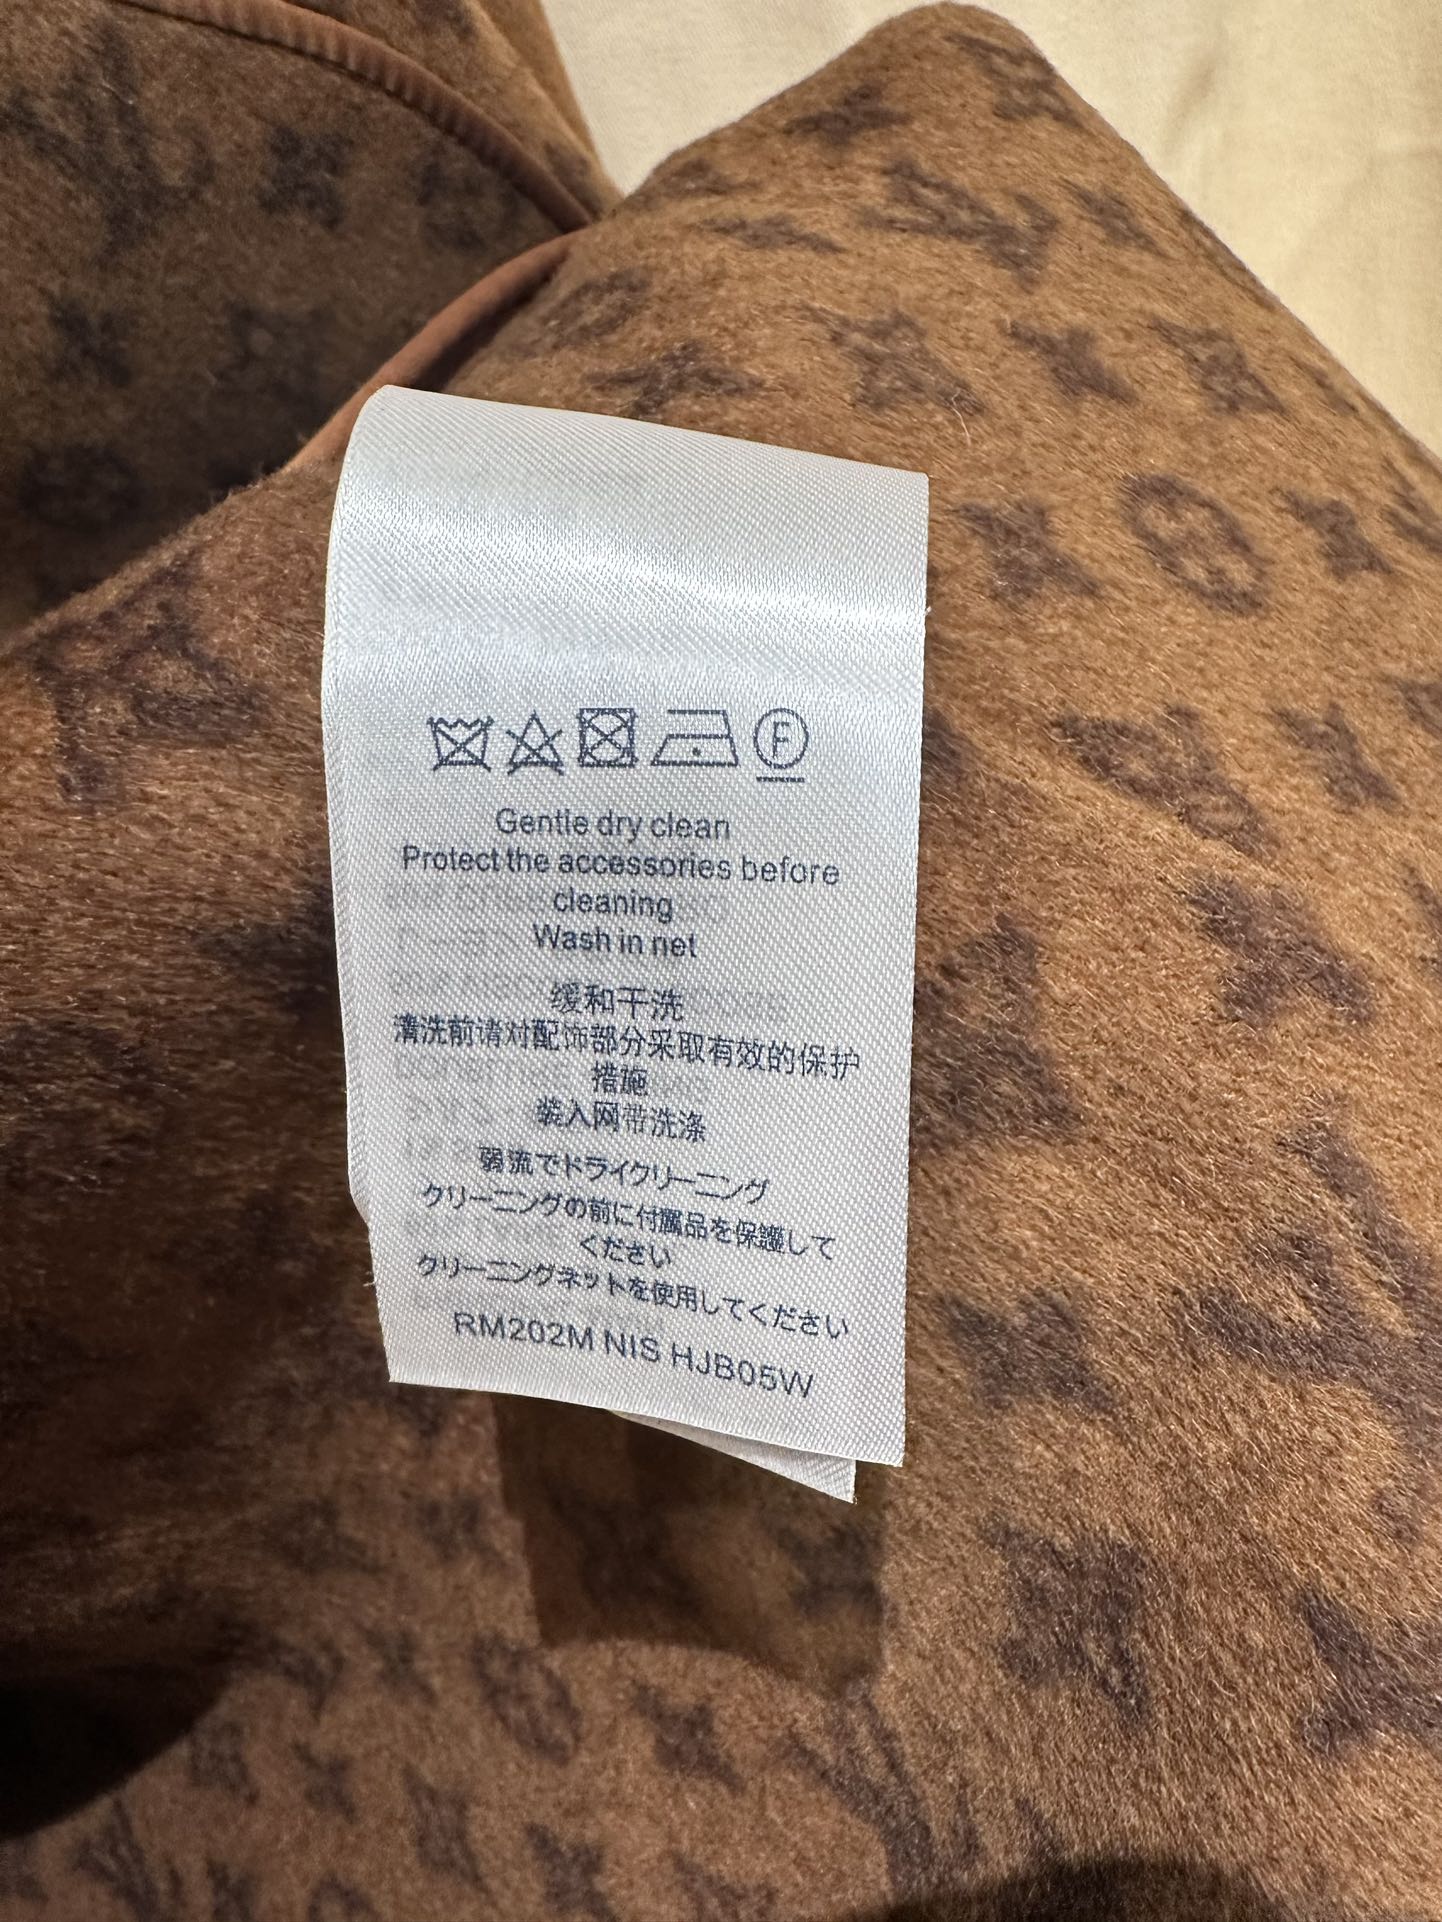 F
Gentle dry clean
Protect the accessories before
cleaning
Wash in net
缓和干洗
清洗前请对配饰部分采取有效的保护
措施
装入网带洗涤
弱流でドライクリーニング
クリーニングの前に付属品を保護して
ください
クリーニングネットを使用してください
RM202M NIS HJB05W